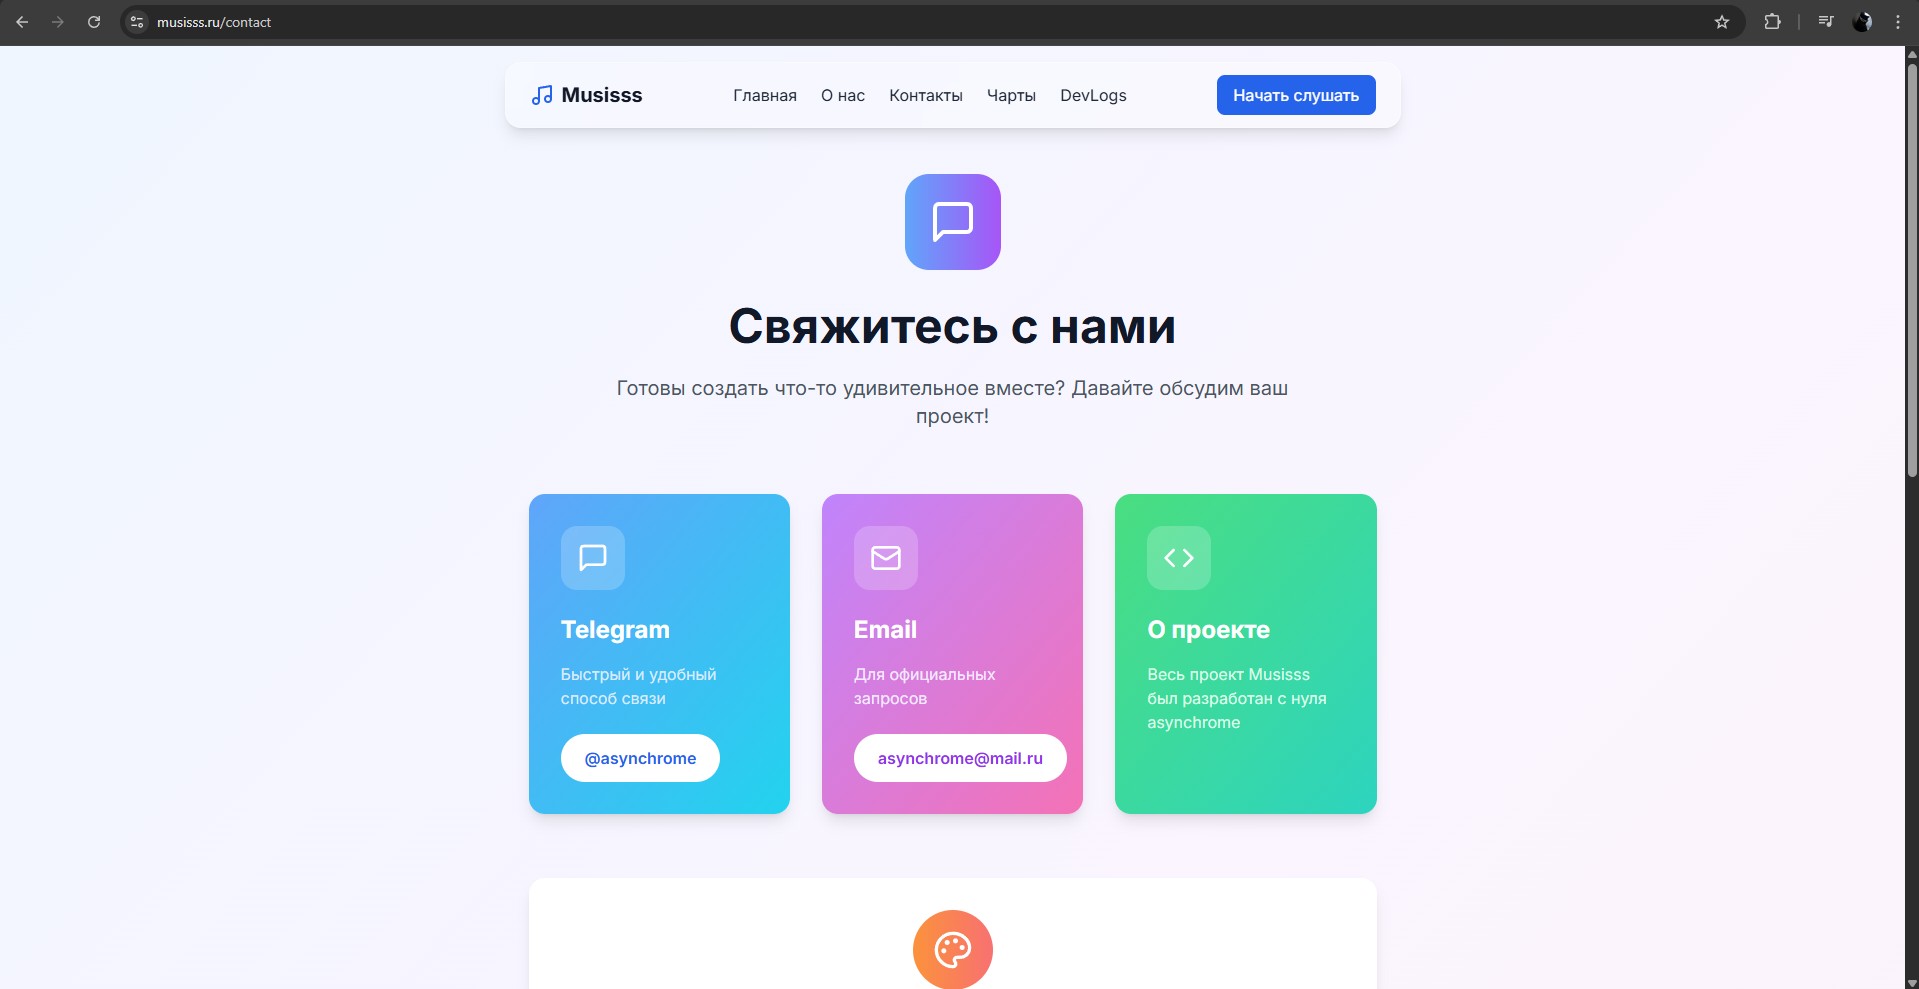 musisss.ru/contact
Musisss
Главная
О нас
Контакты
Чарты
DevLogs
Начать слушать
Свяжитесь с нами
Готовы создать что-то удивительное вместе? Давайте обсудим ваш
проект!
Telegram
Быстрый и удобный
способ связи
@asynchrome
Email
Для официальных
запросов
asynchrome@mail.ru
О проекте
Весь проект Musisss
был разработан с нуля
asynchrome